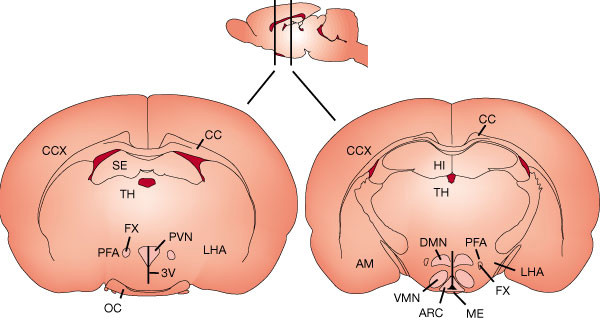 CC
CCX
SE
TH
FX
PVN
PFA
LHA
3V
OC
CC
CCX
HI
TH
DMN
PFA
AM
LHA
VMN
FX
ARC
ME